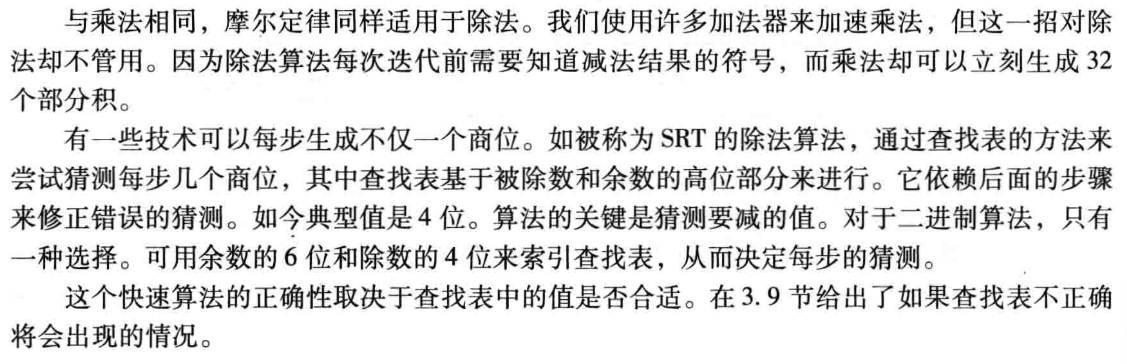 与乘法相同，摩尔定律同样适用于除法。我们使用许多加法器来加速乘法，但这一招对除
法却不管用。因为除法算法每次迭代前需要知道减法结果的符号，而乘法却可以立刻生成 32
个部分积。
有一些技术可以每步生成不仅一个商位。如被称为 SRT 的除法算法，通过查找表的方法来
尝试猜测每步几个商位，其中查找表基于被除数和余数的高位部分来进行。它依赖后面的步骤
来修正错误的猜测。如今典型值是 4 位。算法的关键是猜测要减的值。对于二进制算法，只有
一种选择。可用余数的 6 位和除数的 4 位来索引查找表，从而决定每步的猜测。
这个快速算法的正确性取决于查找表中的值是否合适。在 3.9 节给出了如果查找表不正确
将会出现的情况。